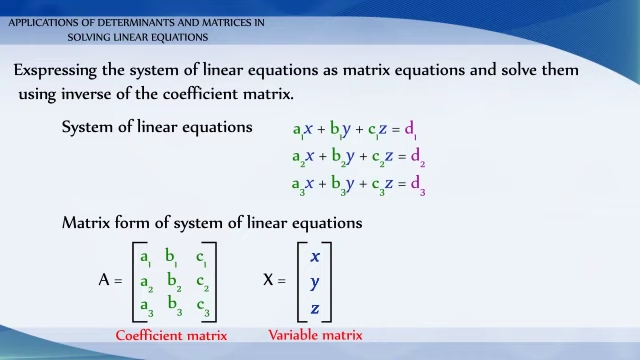 APPLICATIONS OF DETERMINANTS AND MATRICES IN
SOLVING LINEAR EQUATIONS
Exspressing the system of linear equations as matrix equations and solve them
using inverse of the coefficient matrix.
System of linear equations
a₁x + b₁y + c₁z = d₁
a₂x + b₂y + c₂z = d₂
a₃x + b₃y + c₃z = d₃
Matrix form of system of linear equations
a₁ b₁ c₁ x
A = a₂ b₂ c₂ X = y
a₃ b₃ c₃ z
Coefficient matrix Variable matrix